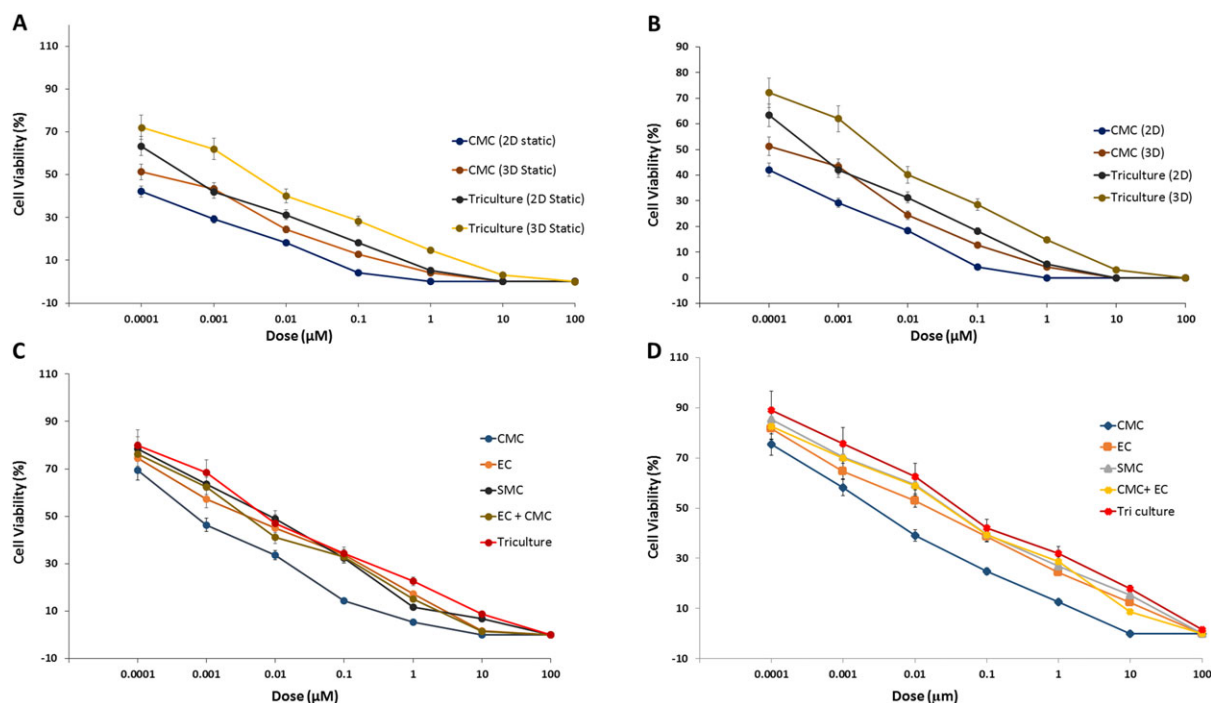 A
Cell Viability (%)
110
90
70
50
30
10
-10
CMC (2D static)
CMC (3D Static)
Triculture (2D Static)
Triculture (3D Static)
0.0001 0.001 0.01 0.1 1 10 100
Dose (µM)
B
Cell Viability (%)
90
80
70
60
50
40
30
20
10
0
-10
CMC (2D)
CMC (3D)
Triculture (2D)
Triculture (3D)
0.0001 0.001 0.01 0.1 1 10 100
Dose (µM)
C
Cell Viability (%)
110
90
70
50
30
10
-10
CMC
EC
SMC
EC + CMC
Triculture
0.0001 0.001 0.01 0.1 1 10 100
Dose (µM)
D
Cell Viability (%)
110
90
70
50
30
10
-10
CMC
EC
SMC
CMC+ EC
Tri culture
0.0001 0.001 0.01 0.1 1 10 100
Dose (µm)